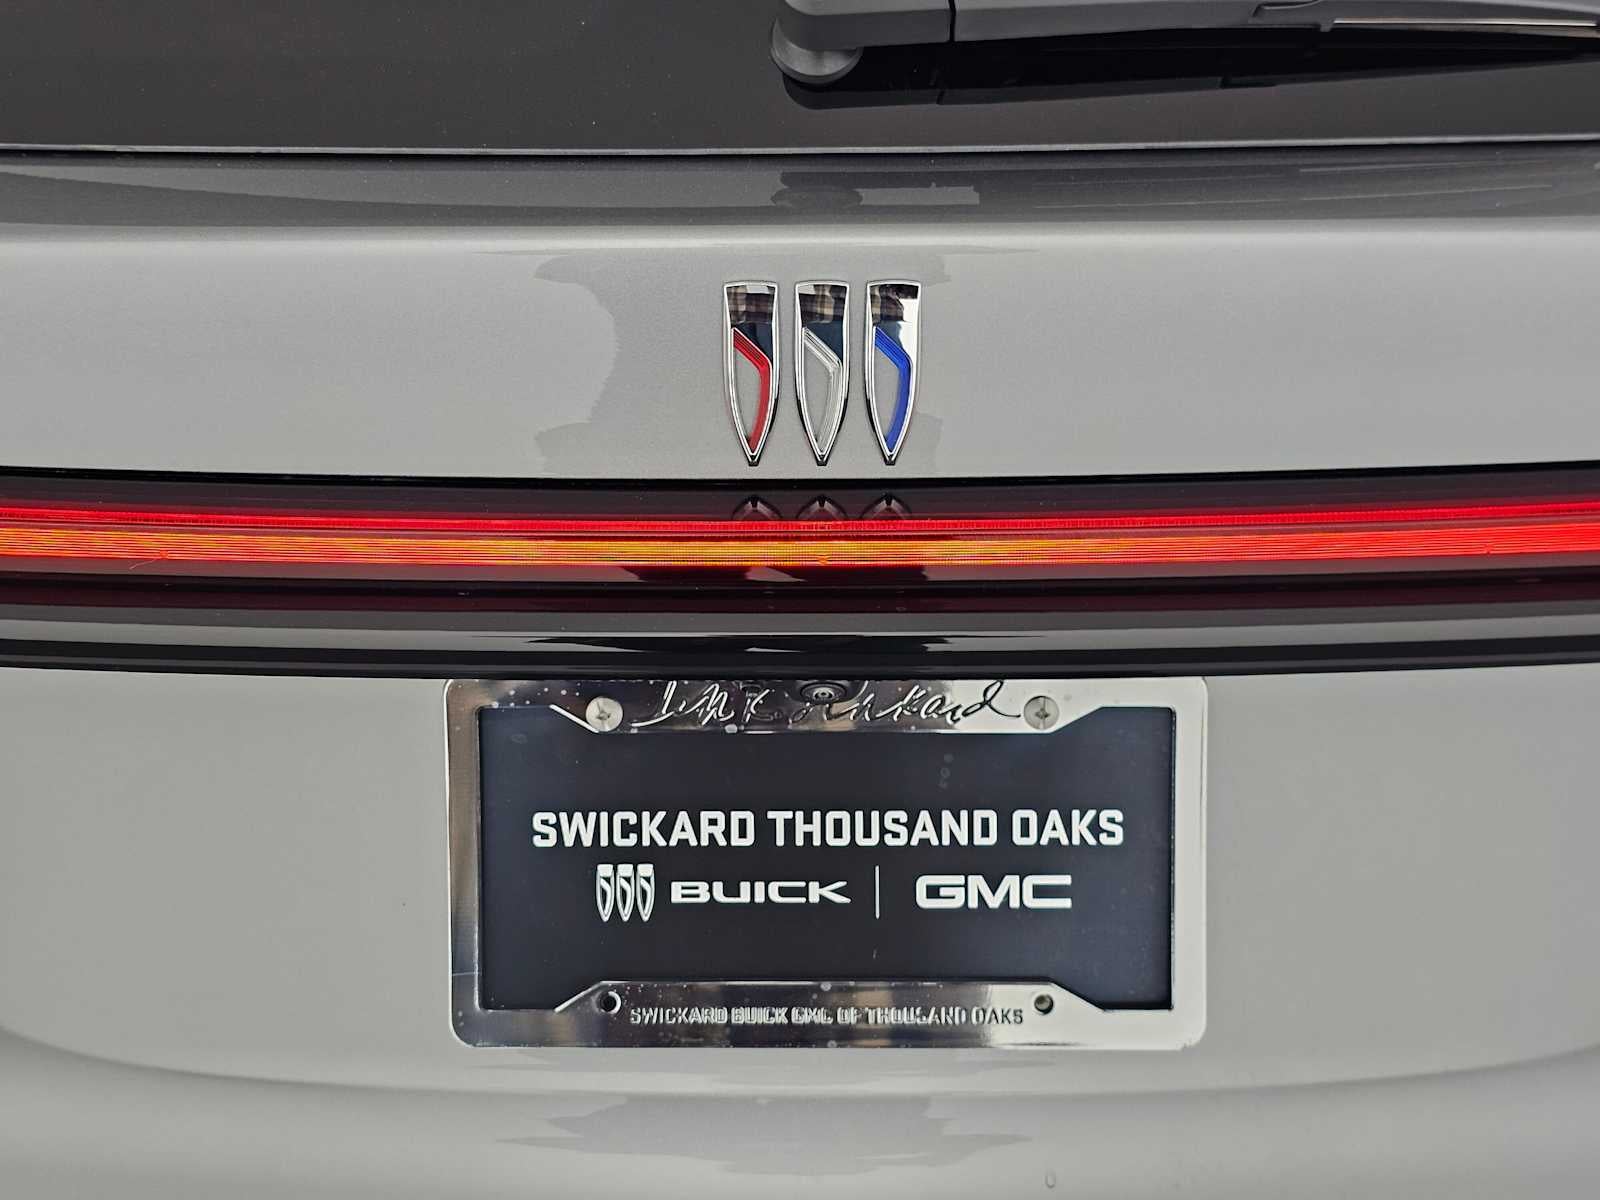 SWICKARD THOUSAND OAKS
BUICK | GMC
SWICKARD BUICK GMC OF THOUSAND OAKS